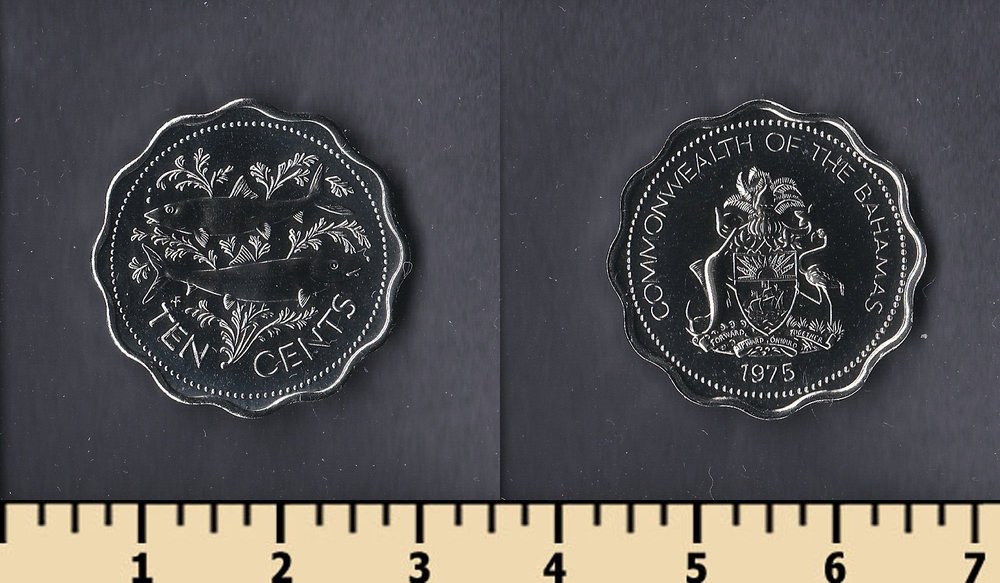 TEN CENTS
COMMONWEALTH OF THE BAHAMAS
FORWARD UPWARD ONWARD TOGETHER
1975
1 2 3 4 5 6 7